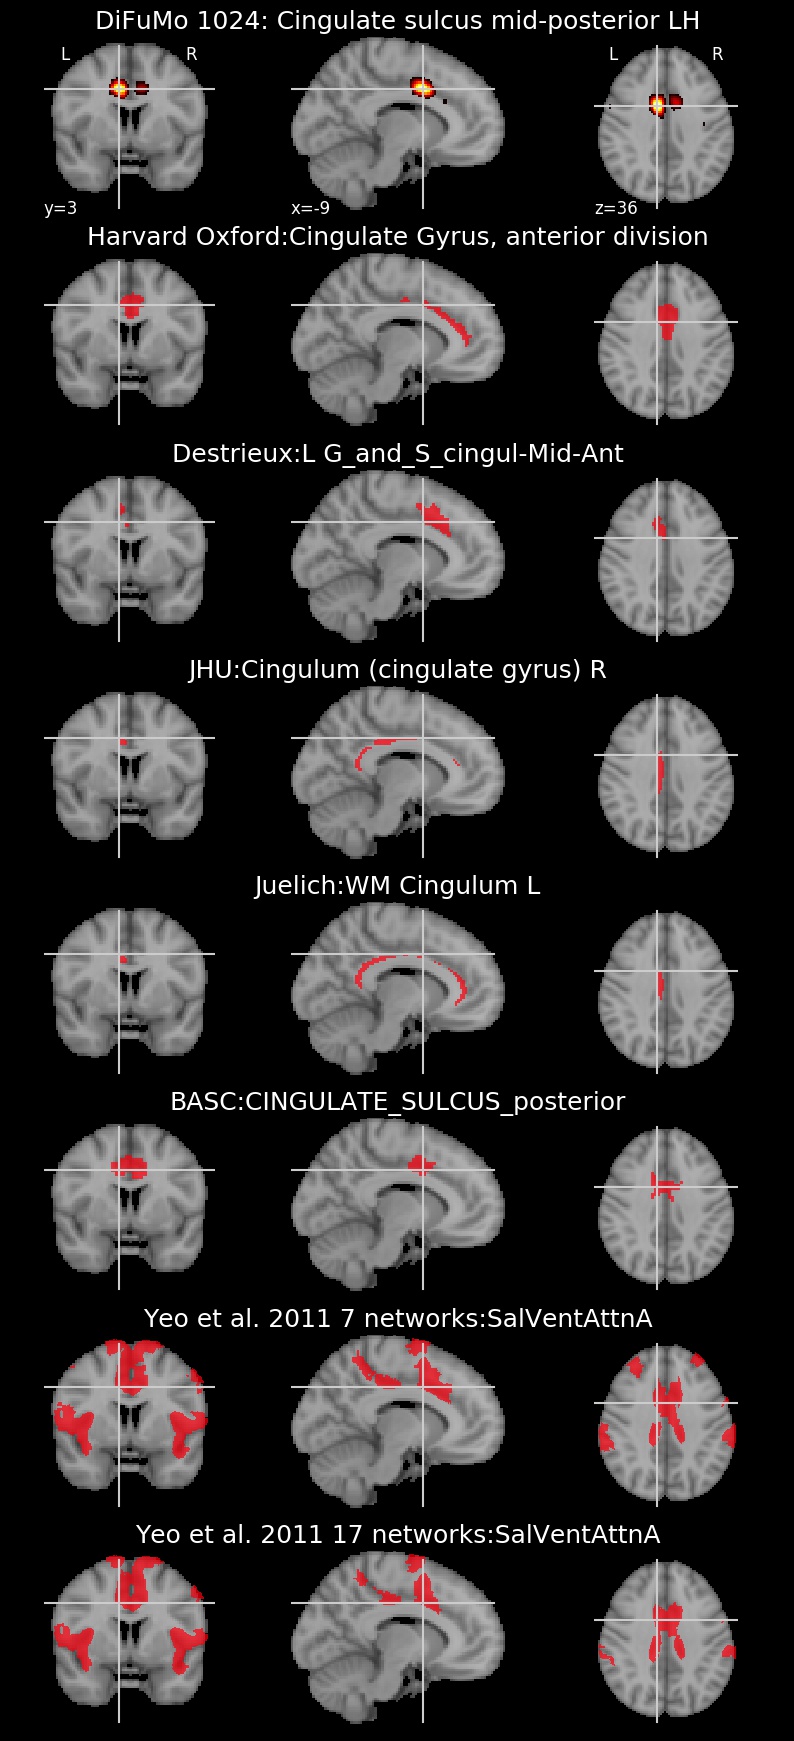 DiFuMo 1024: Cingulate sulcus mid-posterior LH
L R L R
y=3 x=-9 z=36
Harvard Oxford:Cingulate Gyrus, anterior division
Destrieux:L G_and_S_cingul-Mid-Ant
JHU:Cingulum (cingulate gyrus) R
Juelich:WM Cingulum L
BASC:CINGULATE_SULCUS_posterior
Yeo et al. 2011 7 networks:SalVentAttnA
Yeo et al. 2011 17 networks:SalVentAttnA